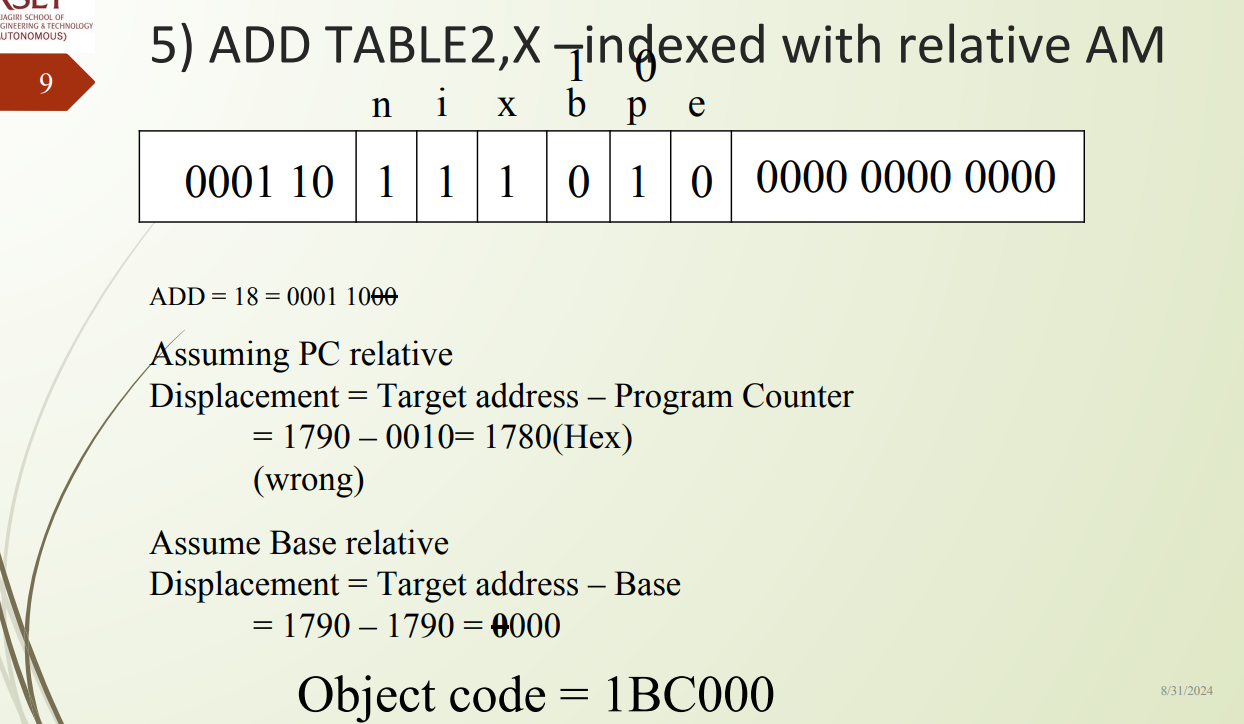 JAGIRI SCHOOL OF
GINEERING & TECHNOLOGY
UTONOMOUS)
9
5) ADD TABLE2,X –indexed with relative AM
1 0
n i x b p e
0001 10 1 1 1 0 1 0 0000 0000 0000
ADD = 18 = 0001 1000
Assuming PC relative
Displacement = Target address – Program Counter
= 1790 – 0010= 1780(Hex)
(wrong)
Assume Base relative
Displacement = Target address – Base
= 1790 – 1790 = 0000
Object code = 1BC000
8/31/2024